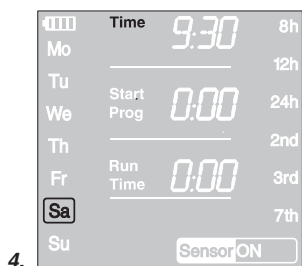 Time 9:30 8h
Mo
12h
Tu
Start Prog 0:00 24h
We
2nd
Th
Run Time 0:00 3rd
Fr
Sa 7th
Su Sensor ON
4.